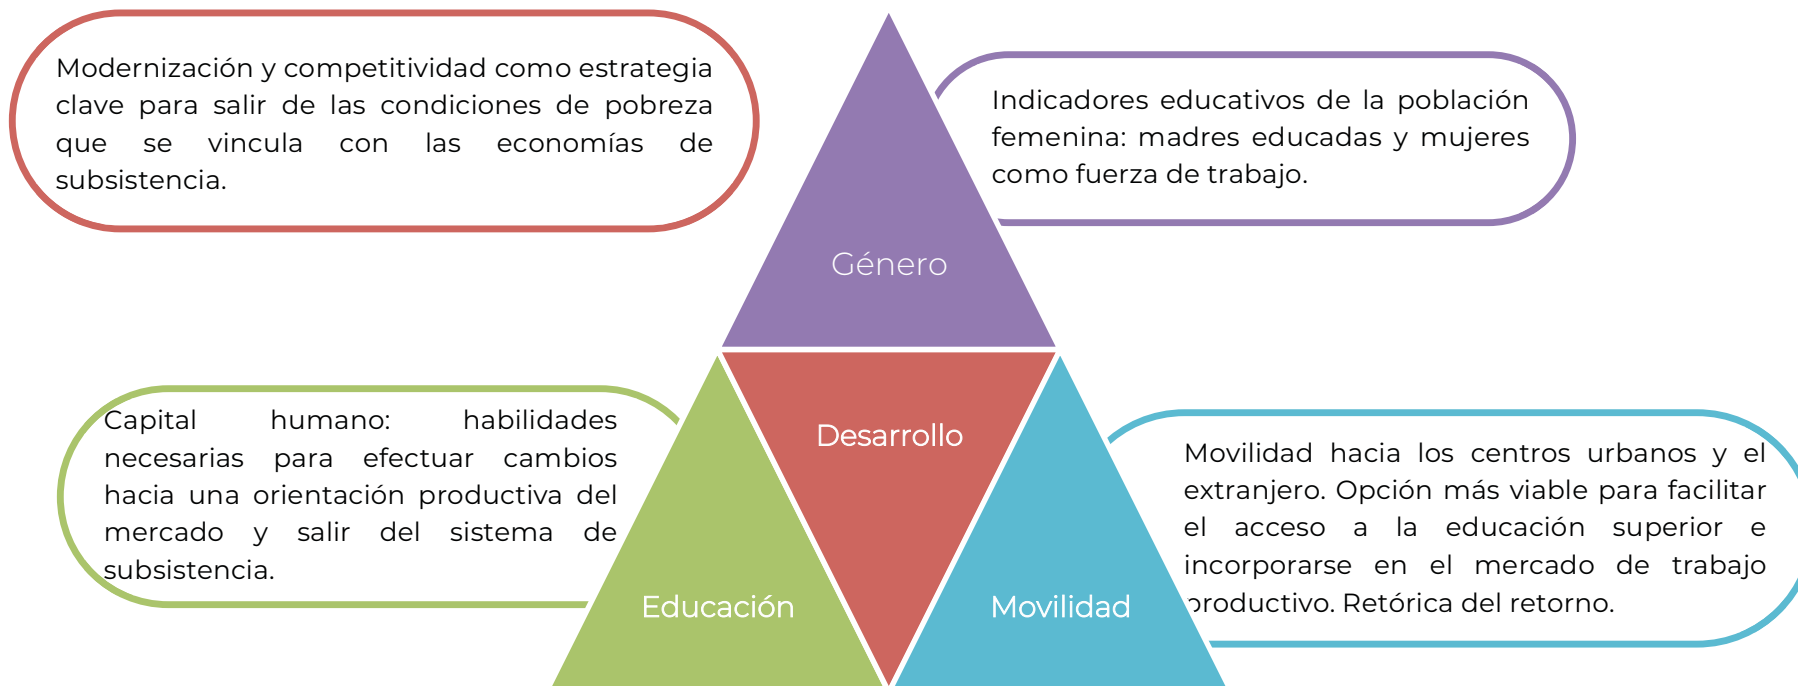 Modernización y competitividad como estrategia
clave para salir de las condiciones de pobreza
que se vincula con las economías de
subsistencia.
Indicadores educativos de la población
femenina: madres educadas y mujeres
como fuerza de trabajo.
Género
Desarrollo
Capital humano: habilidades
necesarias para efectuar cambios
hacia una orientación productiva del
mercado y salir del sistema de
subsistencia.
Movilidad hacia los centros urbanos y el
extranjero. Opción más viable para facilitar
el acceso a la educación superior e
incorporarse en el mercado de trabajo
productivo. Retórica del retorno.
Educación
Movilidad